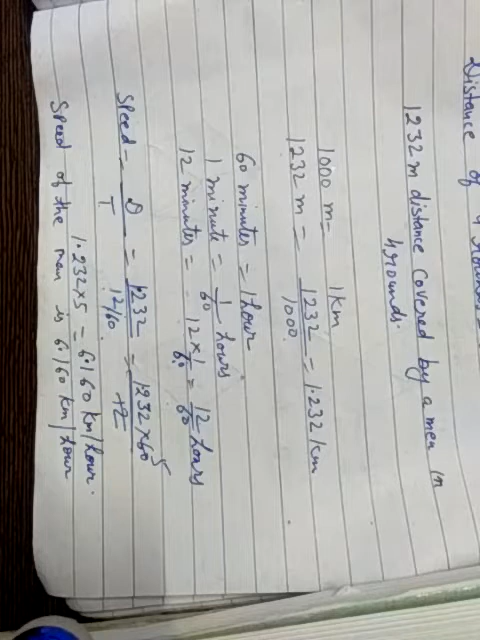 Distance of 4 rounds
1232 m distance covered by a men in
4 rounds.
1000 m = 1 km
1232 m = 1232/1000 = 1.232 km
60 minutes = 1 hour
1 minute = 1/60 hours
12 minutes = 12 × 1/60 = 12/60 hours
Speed = D/T = 1232/12/60 = 1232 × 60 5/12
1.232 × 5 = 6.160 km/hour.
Speed of the man is 6.160 km/hour